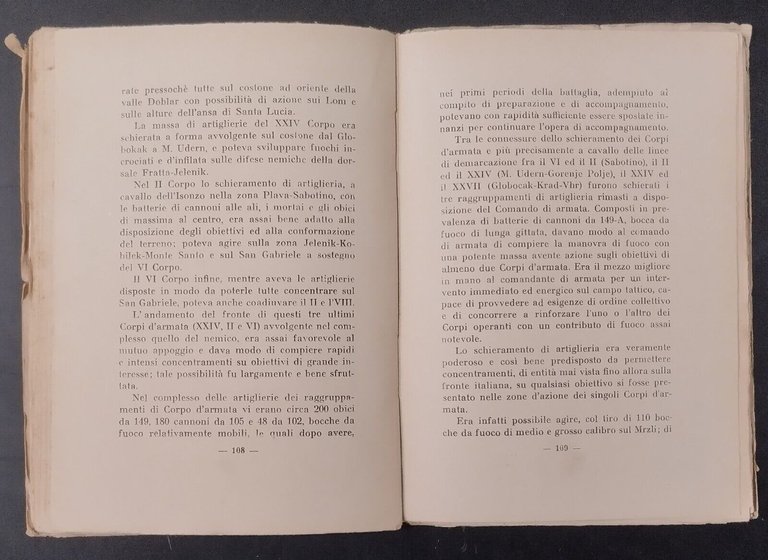 rate pressochè tutte sul costone ad oriente della
valle Doblar con possibilità di azione sui Lom e
sulle alture dell'ansa di Santa Lucia.
La massa di artiglierie del XXIV Corpo era
schierata a forma avvolgente sul costone dal Glo-
bokak a M. Udern, e poteva sviluppare fuochi in-
crociati e d'infilata sulle difese nemiche della dor-
sale Fratta-Jelenik.
Nel II Corpo lo schieramento di artiglieria, a
cavallo dell'Isonzo nella zona Plava-Sabotino, con
le batterie di cannoni alle ali, i mortai e gli obici
di massima al centro, era assai bene adatto alla
disposizione degli obiettivi ed alla conformazione
del terreno; poteva agire sulla zona Jelenik-Ko-
bilek-Monte Santo e sul San Gabriele a sostegno
del VI Corpo.
Il VI Corpo infine, mentre aveva le artiglierie
disposte in modo da poterle tutte concentrare sul
San Gabriele, poteva anche coadiuvare il II e l'VIII.
L'andamento del fronte di questi tre ultimi
Corpi d'armata (XXIV, II e VI) avvolgente nel com-
plesso quello del nemico, era assai favorevole al
mutuo appoggio e dava modo di compiere rapidi
e intensi concentramenti su obiettivi di grande in-
teresse; tale possibilità fu largamente e bene sfrut-
tata.
Nel complesso delle artiglierie dei raggruppa-
menti di Corpo d'armata vi erano circa 200 obici
da 149, 180 cannoni da 105 e 48 da 102, bocche da
fuoco relativamente mobili, le quali dopo avere,
— 108 —
nei primi periodi della battaglia, adempiuto al
compito di preparazione e di accompagnamento,
potevano con rapidità sufficiente essere spostate in-
nanzi per continuare l'opera di accompagnamento.
Tra le connessure dello schieramento dei Corpi
d'armata e più precisamente a cavallo delle linee
di demarcazione fra il VI ed il II (Sabotino), il II
ed il XXIV (M. Udern-Gorenje Polje), il XXIV ed
il XXVII (Globocak-Krad-Vhr) furono schierati i
tre raggruppamenti di artiglieria rimasti a dispo-
sizione del Comando di armata. Composti in pre-
valenza di batterie di cannoni da 149-A, bocca da
fuoco di lunga gittata, davano modo al comando
di armata di compiere la manovra di fuoco con
una potente massa avente azione sugli obiettivi di
almeno due Corpi d'armata. Era il mezzo migliore
in mano al comandante di armata per un inter-
vento immediato ed energico sul campo tattico, ca-
pace di provvedere ad esigenze di ordine collettivo
e di concorrere a rinforzare l'uno o l'altro dei
Corpi operanti con un contributo di fuoco assai
notevole.
Lo schieramento di artiglieria era veramente
poderoso e così bene predisposto da permettere
concentramenti, di entità mai vista fino allora sulla
fronte italiana, su qualsiasi obiettivo si fosse pre-
sentato nelle zone d'azione dei singoli Corpi d'ar-
mata.
Era infatti possibile agire, col tiro di 110 boc-
che da fuoco di medio e grosso calibro sul Mrzli; di
— 109 —